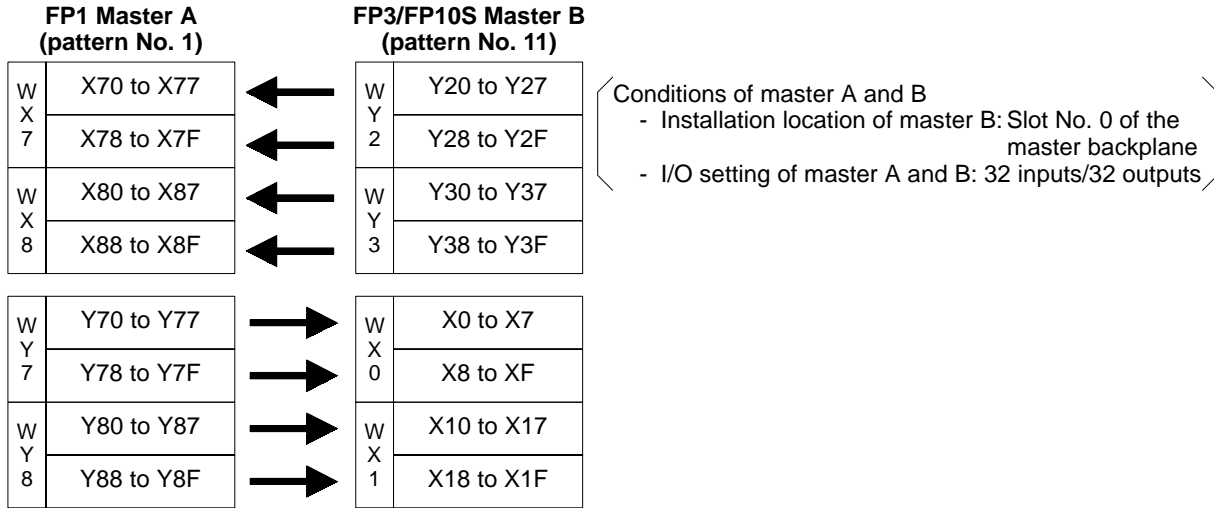 FP1 Master A
(pattern No. 1)
FP3/FP10S Master B
(pattern No. 11)
W
X
7
X70 to X77
X78 to X7F
W
X
8
X80 to X87
X88 to X8F
W
Y
2
Y20 to Y27
Y28 to Y2F
W
Y
3
Y30 to Y37
Y38 to Y3F
Conditions of master A and B
- Installation location of master B: Slot No. 0 of the
master backplane
- I/O setting of master A and B: 32 inputs/32 outputs
W
Y
7
Y70 to Y77
Y78 to Y7F
W
Y
8
Y80 to Y87
Y88 to Y8F
W
X
0
X0 to X7
X8 to XF
W
X
1
X10 to X17
X18 to X1F